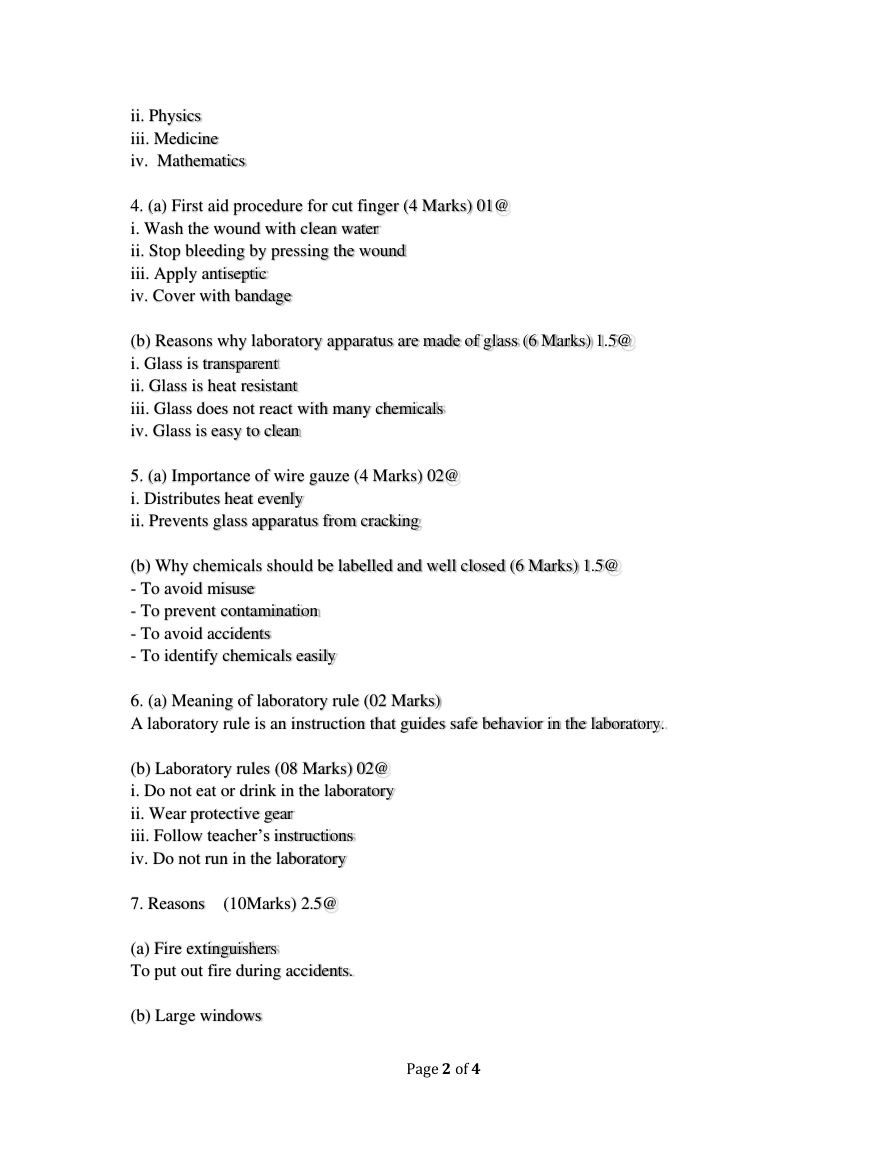 ii. Physics
iii. Medicine
iv.  Mathematics
4. (a) First aid procedure for cut finger (4 Marks) 01@
i. Wash the wound with clean water
ii. Stop bleeding by pressing the wound
iii. Apply antiseptic
iv. Cover with bandage
(b) Reasons why laboratory apparatus are made of glass (6 Marks) 1.5@
i. Glass is transparent
ii. Glass is heat resistant
iii. Glass does not react with many chemicals
iv. Glass is easy to clean
5. (a) Importance of wire gauze (4 Marks) 02@
i. Distributes heat evenly
ii. Prevents glass apparatus from cracking
(b) Why chemicals should be labelled and well closed (6 Marks) 1.5@
- To avoid misuse
- To prevent contamination
- To avoid accidents
- To identify chemicals easily
6. (a) Meaning of laboratory rule (02 Marks)
A laboratory rule is an instruction that guides safe behavior in the laboratory.
(b) Laboratory rules (08 Marks) 02@
i. Do not eat or drink in the laboratory
ii. Wear protective gear
iii. Follow teacher’s instructions
iv. Do not run in the laboratory
7. Reasons    (10Marks) 2.5@
(a) Fire extinguishers
To put out fire during accidents.
(b) Large windows
Page 2 of 4